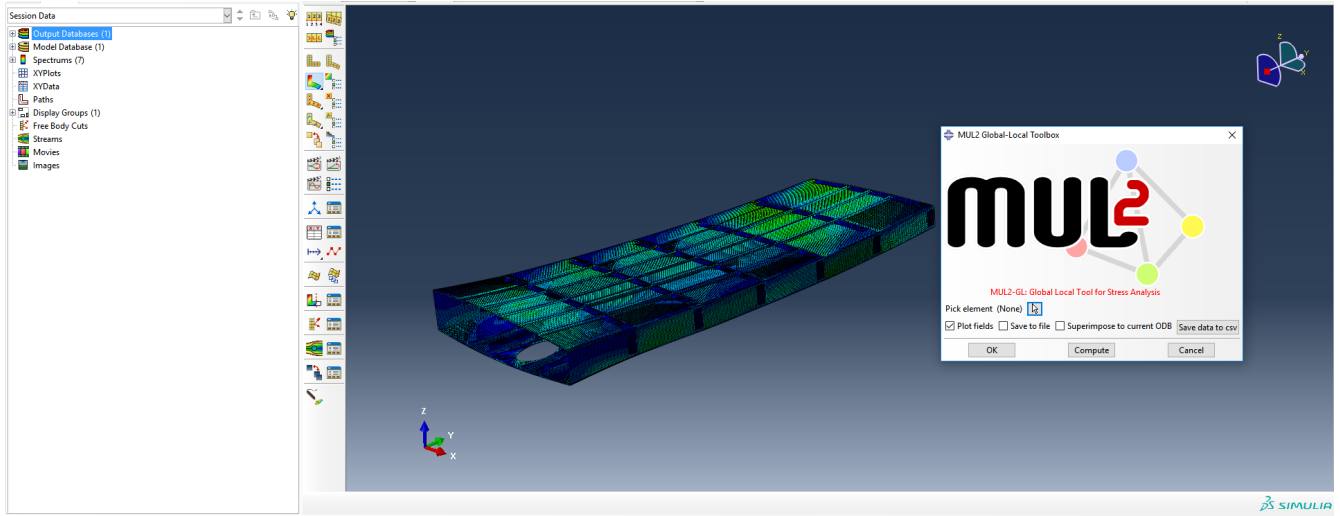 Session Data
Output Databases (1)
Model Database (1)
Spectrums (7)
XYPlots
XYData
Paths
Display Groups (1)
Free Body Cuts
Streams
Movies
Images
Z
Y
X
MUL2 Global-Local Toolbox
MUL2
MUL2-GL: Global Local Tool for Stress Analysis
Pick element (None)
Plot fields Save to file Superimpose to current ODB Save data to csv
OK Compute Cancel
Z
Y
X
SIMULIA